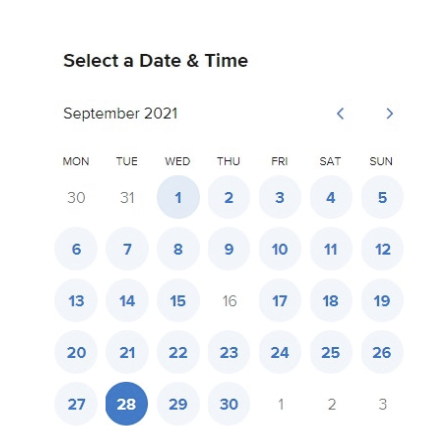 Select a Date & Time
September 2021
MON TUE WED THU FRI SAT SUN
30 31 1 2 3 4 5
6 7 8 9 10 11 12
13 14 15 16 17 18 19
20 21 22 23 24 25 26
27 28 29 30 1 2 3